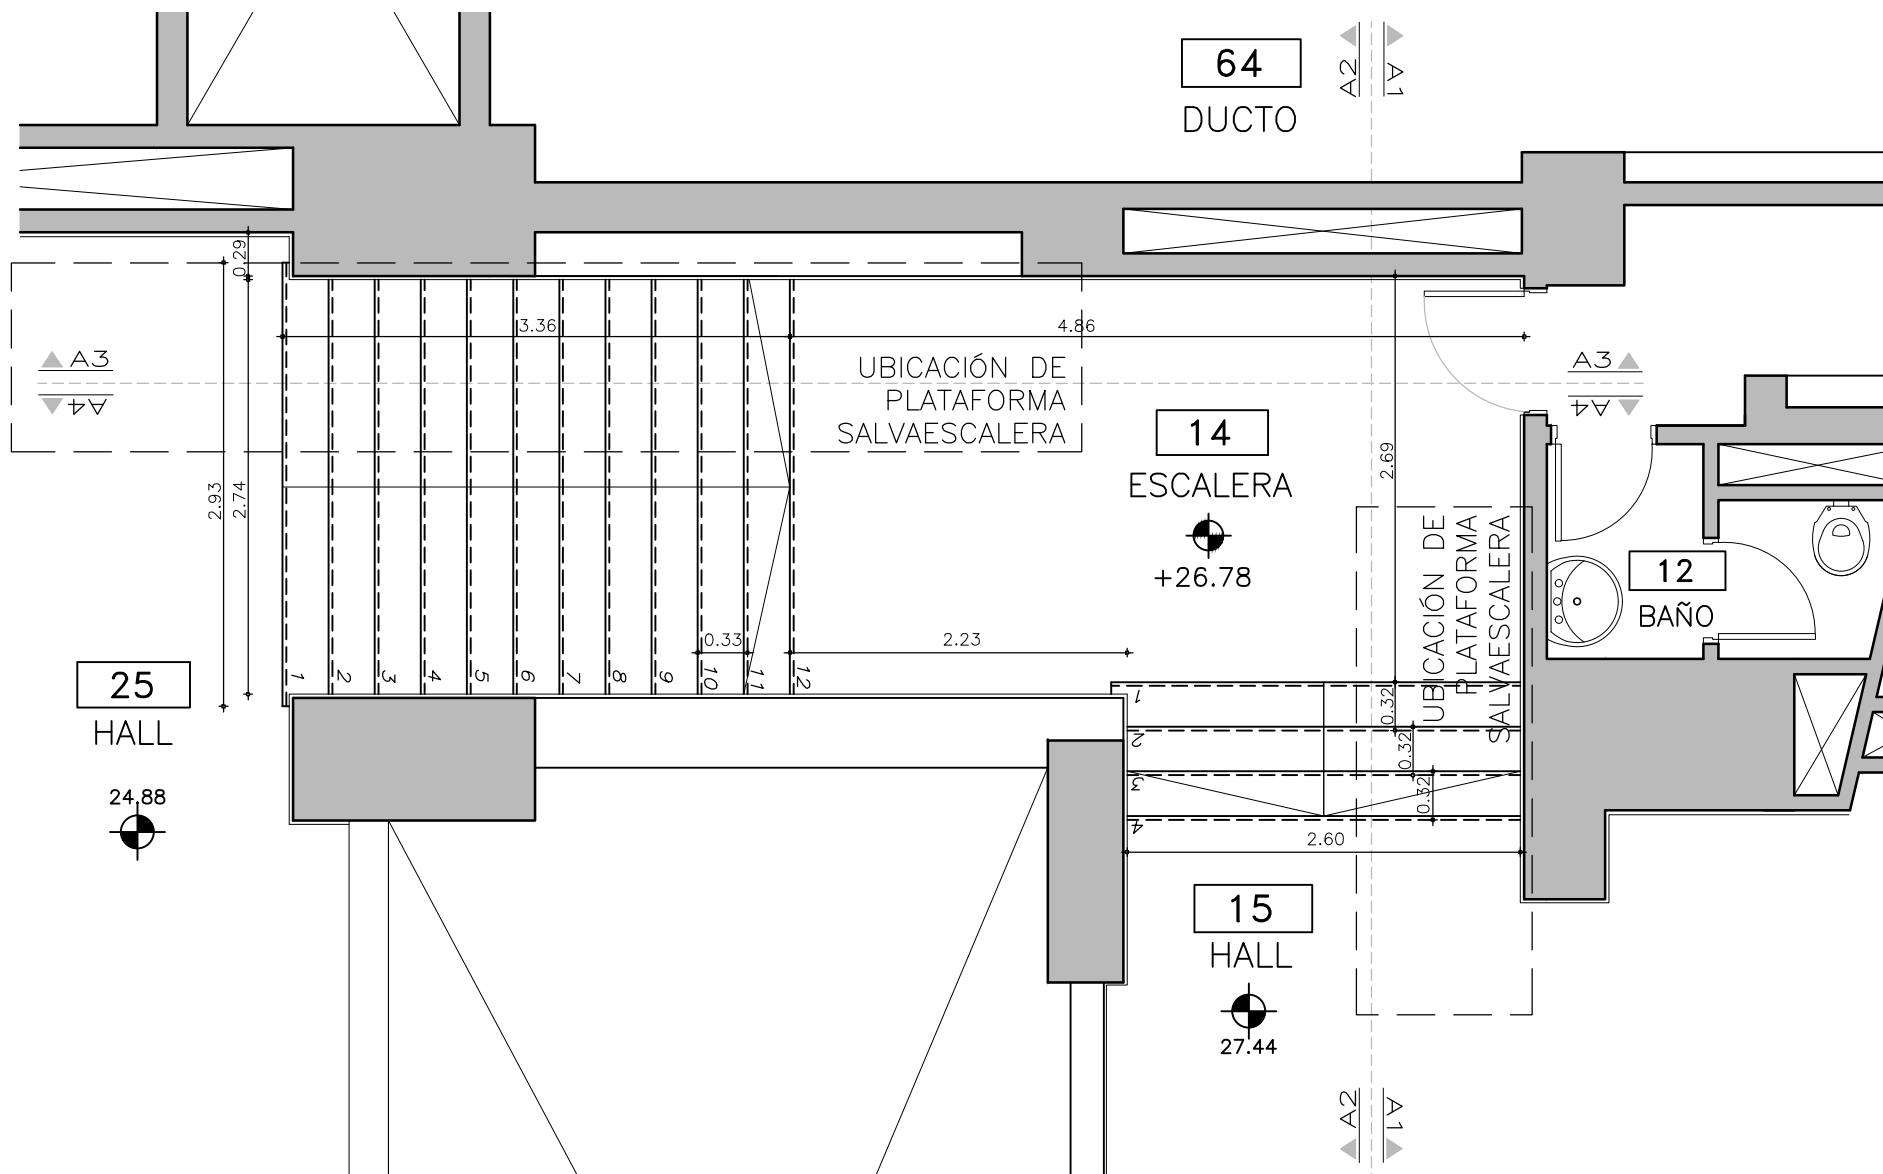 64
DUCTO
A2
A1
0.29
3.36
4.86
A3
A4
A3
A4
UBICACIÓN DE
PLATAFORMA
SALVAESCALERA
14
ESCALERA
+26.78
2.93
2.74
2.69
UBICACIÓN DE
PLATAFORMA
SALVAESCALERA
12
BAÑO
0.33
2.23
1
2
3
4
5
6
7
8
9
10
11
12
25
HALL
24.88
1
2
3
4
0.32
0.32
0.32
2.60
15
HALL
27.44
A2
A1